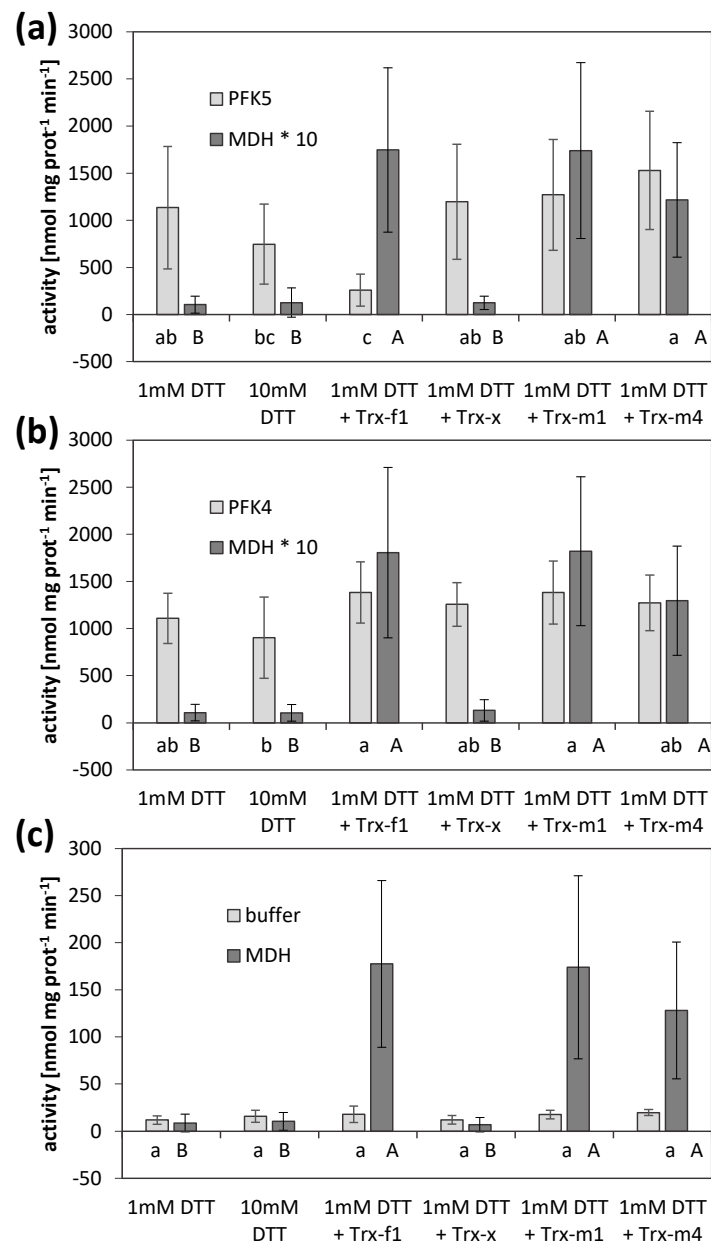 (a)
activity [nmol mg prot⁻¹ min⁻¹]
3000
2500
2000
1500
1000
500
0
-500
PFK5
MDH * 10
ab B bc B c A ab B ab A a A
1mM DTT 10mM 1mM DTT 1mM DTT 1mM DTT 1mM DTT
DTT + Trx-f1 + Trx-x + Trx-m1 + Trx-m4
(b)
activity [nmol mg prot⁻¹ min⁻¹]
3000
2500
2000
1500
1000
500
0
-500
PFK4
MDH * 10
ab B b B a A ab B a A ab A
1mM DTT 10mM 1mM DTT 1mM DTT 1mM DTT 1mM DTT
DTT + Trx-f1 + Trx-x + Trx-m1 + Trx-m4
(c)
activity [nmol mg prot⁻¹ min⁻¹]
300
250
200
150
100
50
0
-50
buffer
MDH
a B a B a A a B a A a A
1mM DTT 10mM 1mM DTT 1mM DTT 1mM DTT 1mM DTT
DTT + Trx-f1 + Trx-x + Trx-m1 + Trx-m4